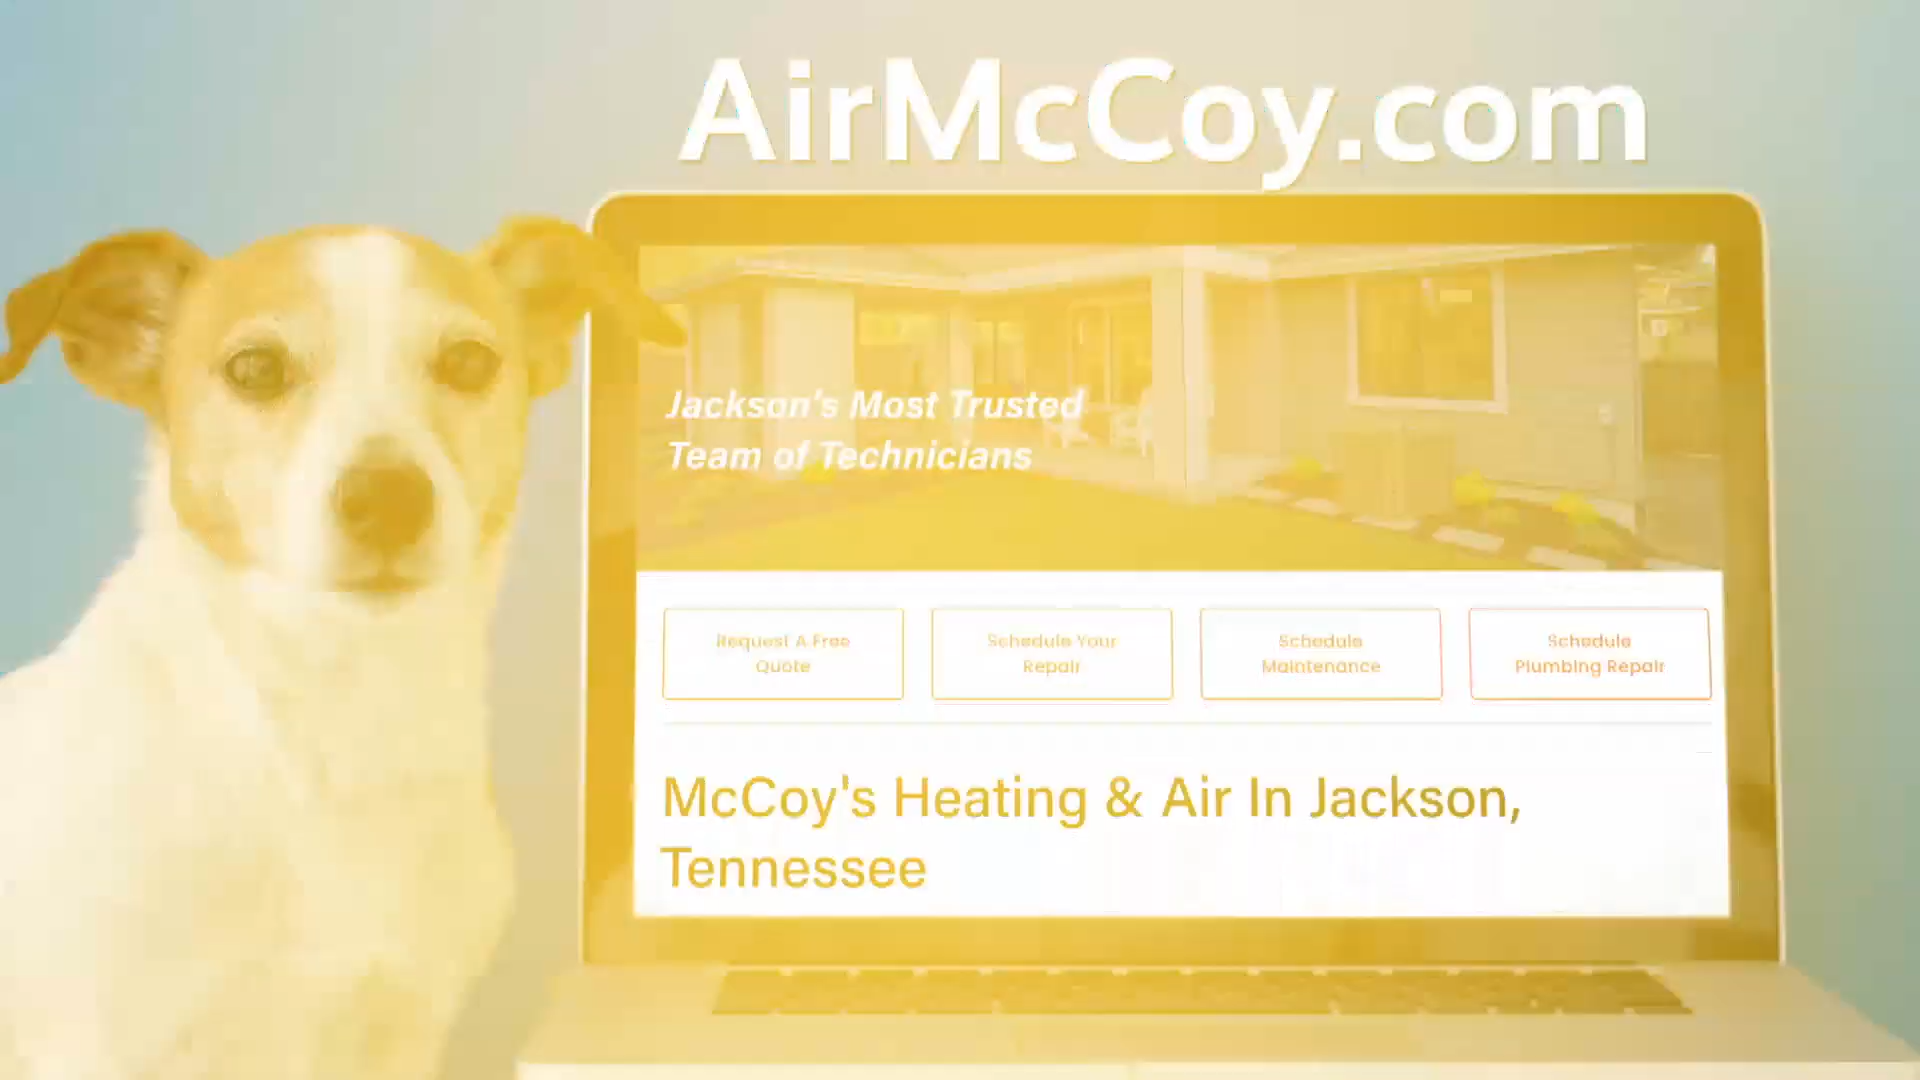 AirMcCoy.com
Jackson's Most Trusted
Team of Technicians
Request A Free
Quote
Schedule Your
Repair
Schedule
Maintenance
Schedule
Plumbing Repair
McCoy's Heating & Air In Jackson,
Tennessee